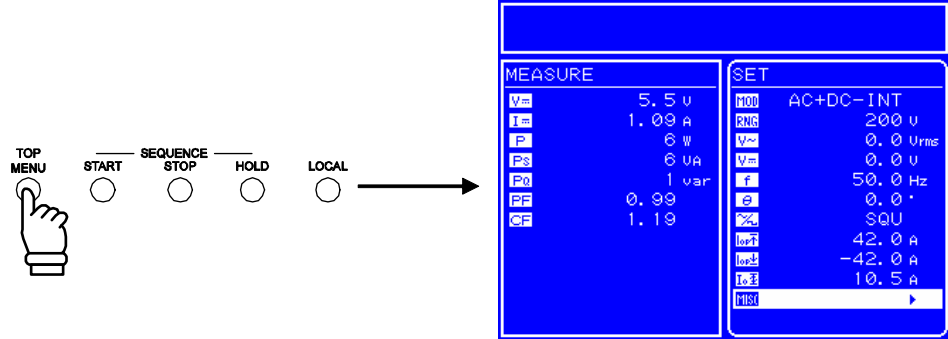 TOP MENU
SEQUENCE
START STOP HOLD LOCAL
MEASURE
V= 5.5 V
I= 1.09 A
P 6 W
PS 6 VA
PQ 1 var
PF 0.99
CF 1.19
SET
MOD AC+DC-INT
RNG 200 V
V~ 0.0 Vrms
V= 0.0 V
f 50.0 Hz
θ 0.0°
SQU
42.0 A
-42.0 A
10.5 A
MISC